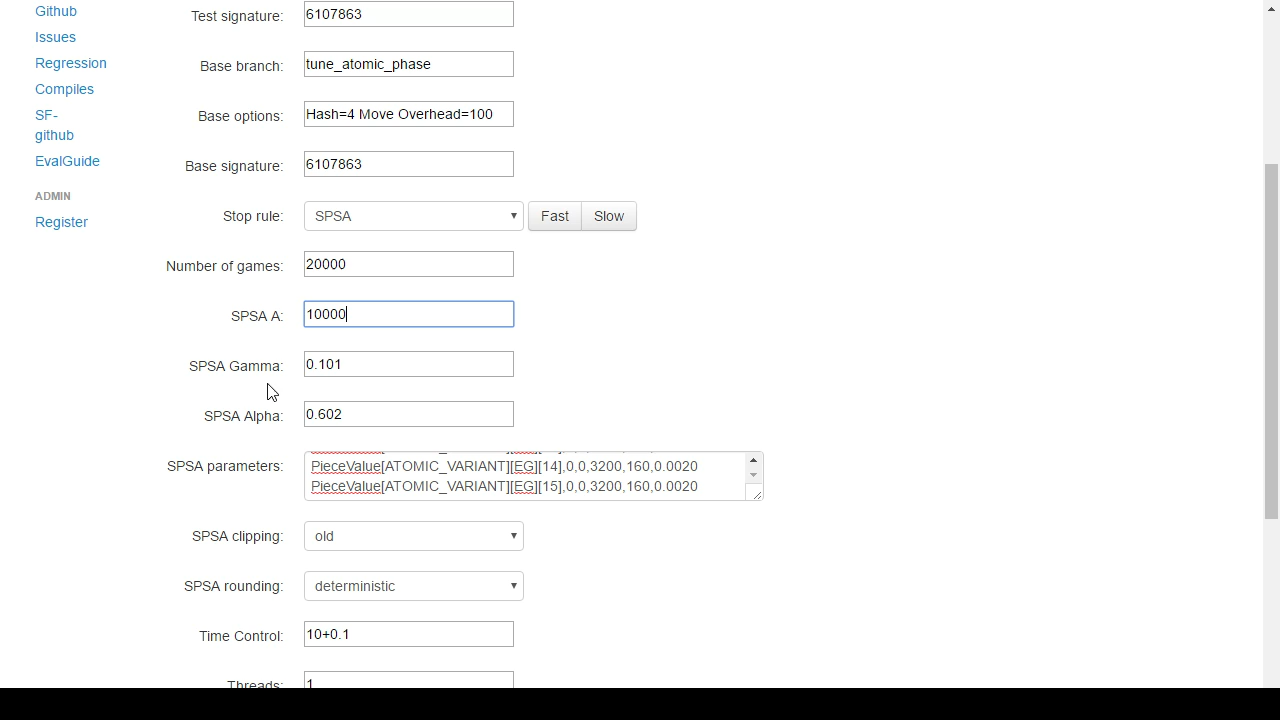 Github
Issues
Regression
Compiles
SF-
github
EvalGuide
ADMIN
Register
Test signature: 6107863
Base branch: tune_atomic_phase
Base options: Hash=4 Move Overhead=100
Base signature: 6107863
Stop rule: SPSA Fast Slow
Number of games: 20000
SPSA A: 10000
SPSA Gamma: 0.101
SPSA Alpha: 0.602
SPSA parameters: PieceValue[ATOMIC_VARIANT][EG][14],0,0,3200,160,0.0020
PieceValue[ATOMIC_VARIANT][EG][15],0,0,3200,160,0.0020
SPSA clipping: old
SPSA rounding: deterministic
Time Control: 10+0.1
Threads: 1